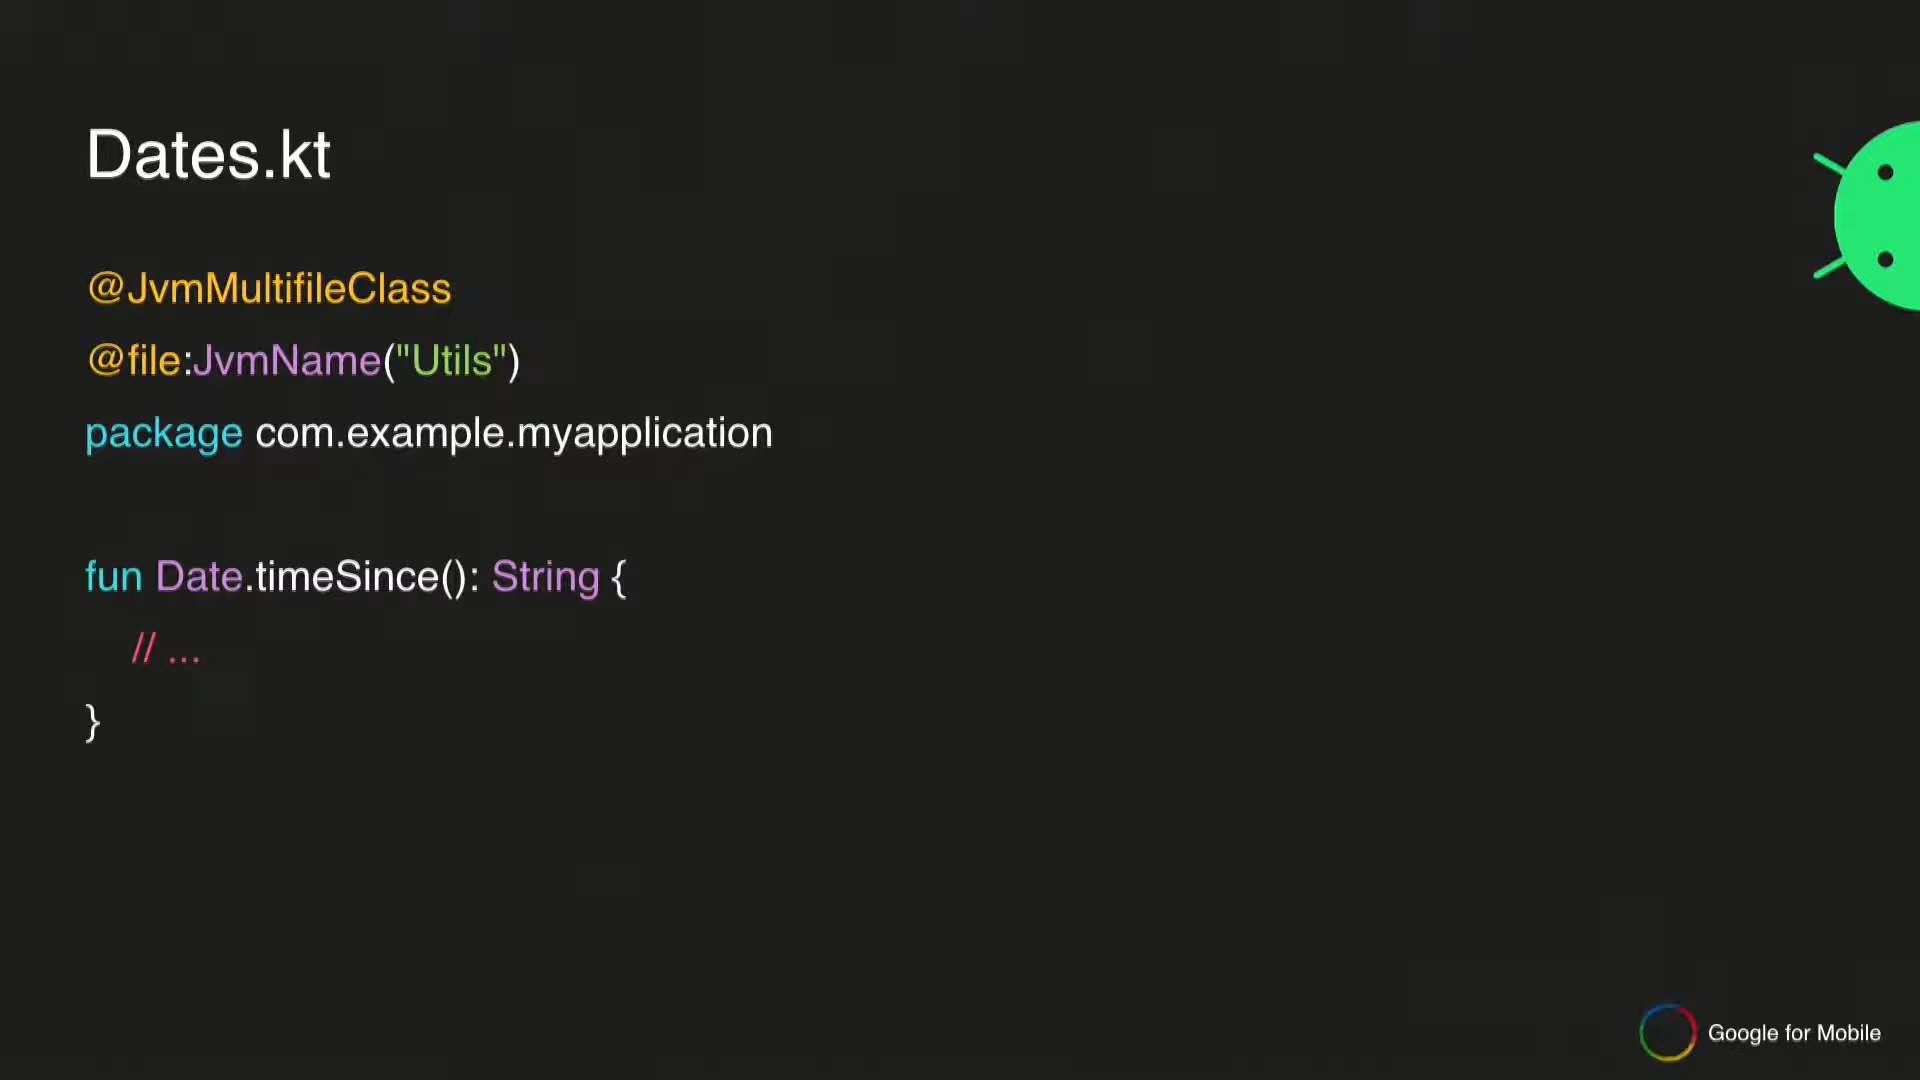 Dates.kt
@JvmMultifileClass
@file:JvmName("Utils")
package com.example.myapplication
fun Date.timeSince(): String {
// ...
}
Google for Mobile